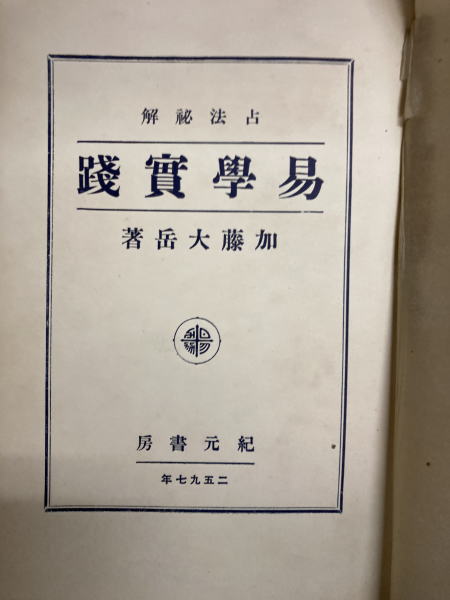 占法祕解
易學實踐
加藤大岳著
紀元書房
二五九七年